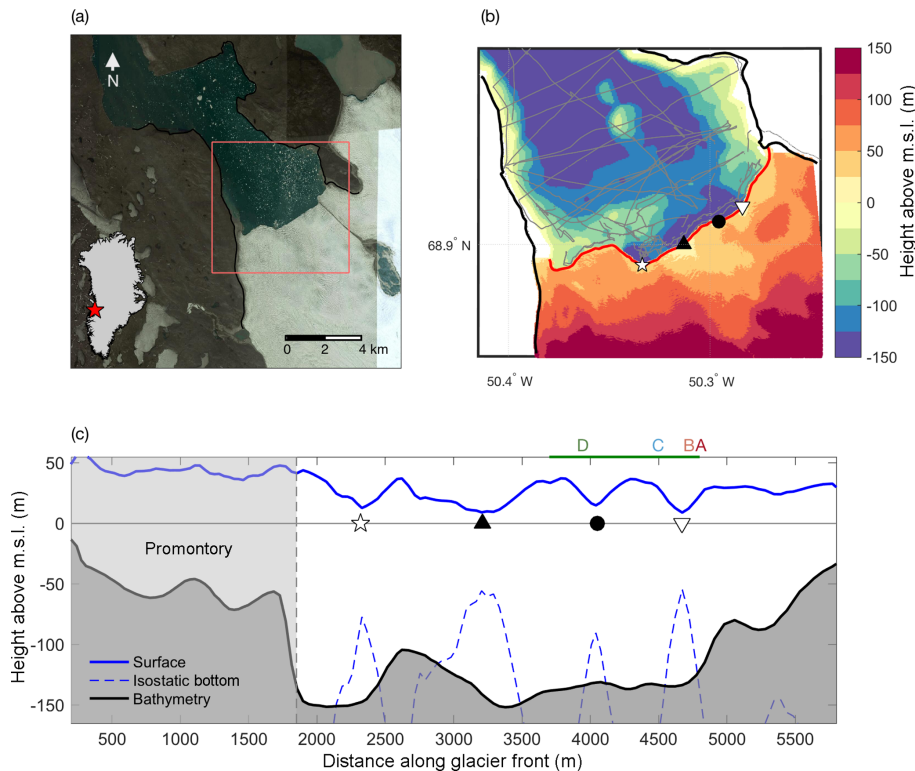 (a)
N
0 2 4 km
(b)
68.9° N
50.4° W
50.3° W
150
100
50
0
-50
-100
-150
Height above m.s.l. (m)
(c)
D C B A
50
0
-50
-100
-150
Height above m.s.l. (m)
Promontory
Surface
Isostatic bottom
Bathymetry
500 1000 1500 2000 2500 3000 3500 4000 4500 5000 5500
Distance along glacier front (m)